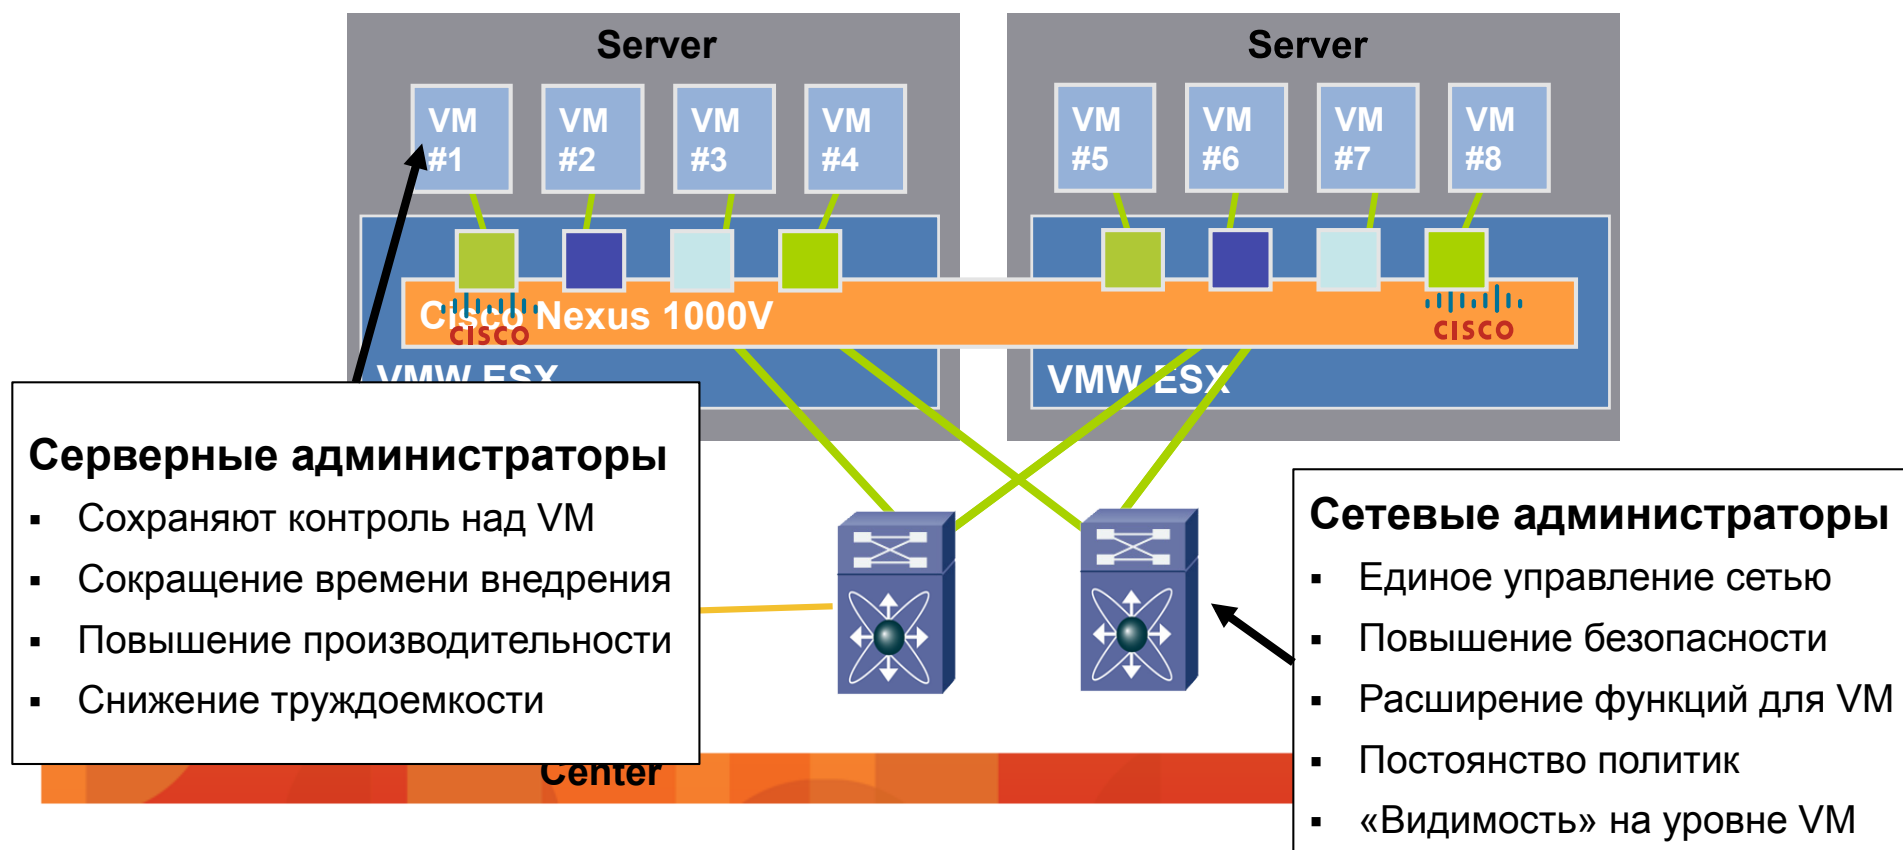 Server
Server
VM
#1
VM
#2
VM
#3
VM
#4
VM
#5
VM
#6
VM
#7
VM
#8
Cisco Nexus 1000V
CISCO
CISCO
VMW ESX
VMW ESX
Серверные администраторы
▪ Сохраняют контроль над VM
▪ Сокращение времени внедрения
▪ Повышение производительности
▪ Снижение труждоемкости
Center
Сетевые администраторы
▪ Единое управление сетью
▪ Повышение безопасности
▪ Расширение функций для VM
▪ Постоянство политик
▪ «Видимость» на уровне VM